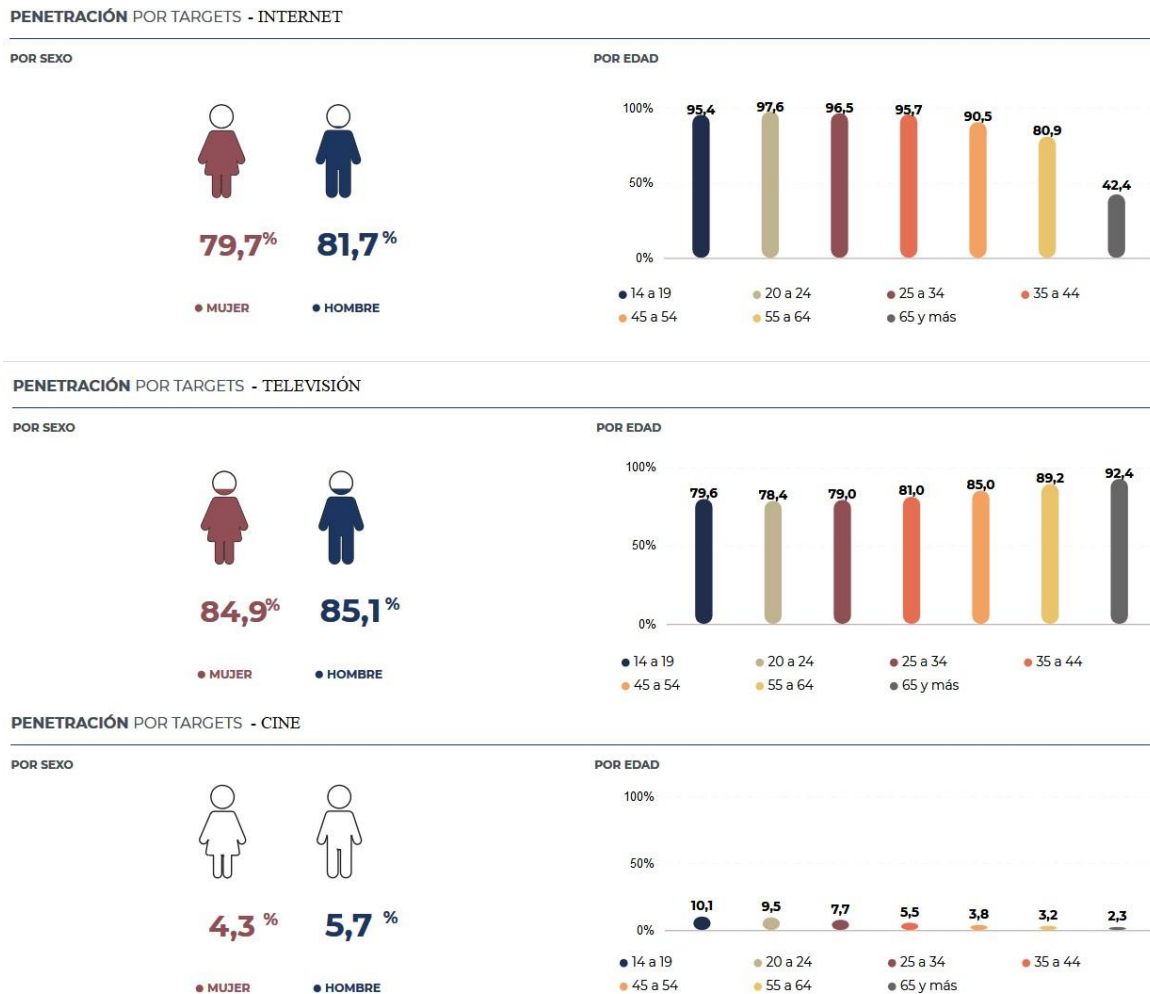 PENETRACIÓN POR TARGETS - INTERNET
POR SEXO
79,7%
81,7%
MUJER
HOMBRE
POR EDAD
100%
50%
0%
95,4
97,6
96,5
95,7
90,5
80,9
42,4
14 a 19
20 a 24
25 a 34
35 a 44
45 a 54
55 a 64
65 y más
PENETRACIÓN POR TARGETS - TELEVISIÓN
POR SEXO
84,9%
85,1%
MUJER
HOMBRE
POR EDAD
100%
50%
0%
79,6
78,4
79,0
81,0
85,0
89,2
92,4
14 a 19
20 a 24
25 a 34
35 a 44
45 a 54
55 a 64
65 y más
PENETRACIÓN POR TARGETS - CINE
POR SEXO
4,3 %
5,7 %
MUJER
HOMBRE
POR EDAD
100%
50%
0%
10,1
9,5
7,7
5,5
3,8
3,2
2,3
14 a 19
20 a 24
25 a 34
35 a 44
45 a 54
55 a 64
65 y más